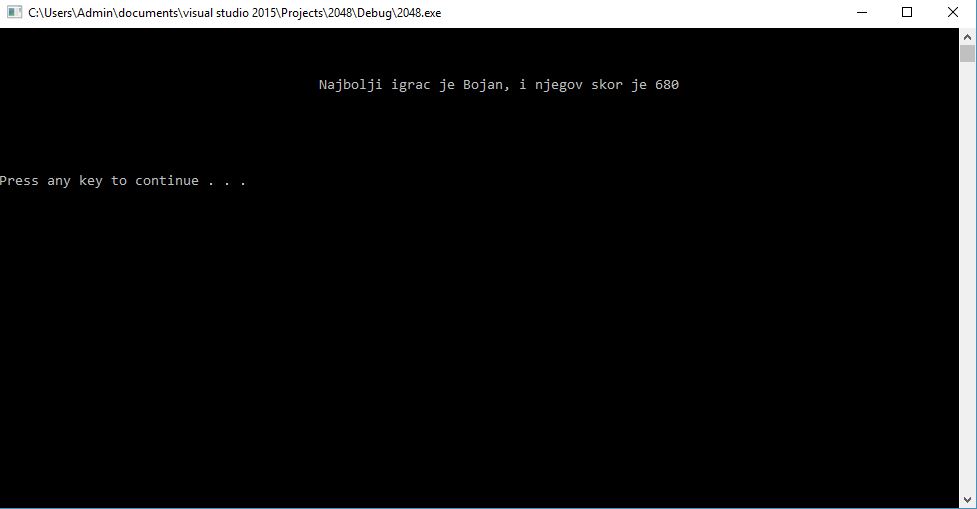 C:\Users\Admin\documents\visual studio 2015\Projects\2048\Debug\2048.exe
Najbolji igrac je Bojan, i njegov skor je 680
Press any key to continue . . .